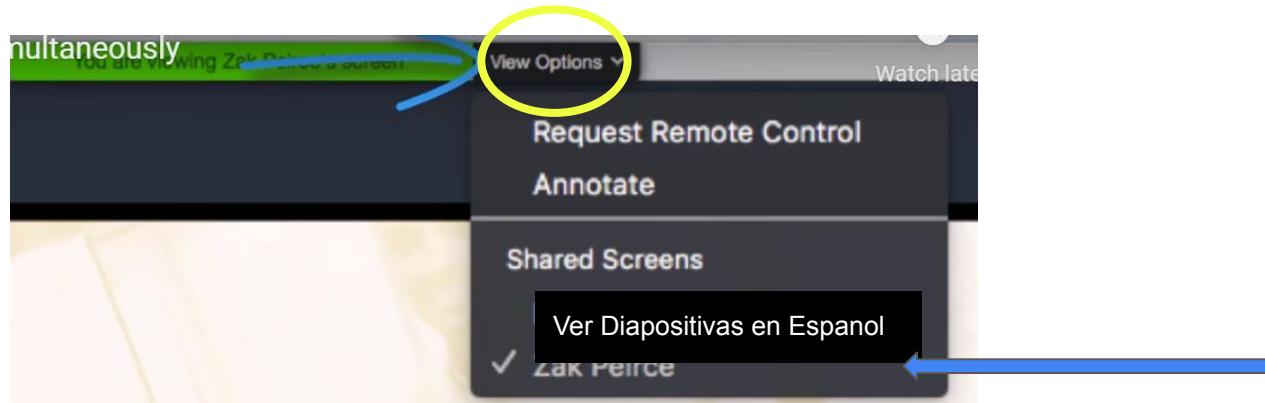 multaneously
You are viewing Zak Peirce's screen
View Options
Watch late
Request Remote Control
Annotate
Shared Screens
Ver Diapositivas en Espanol
Zak Peirce